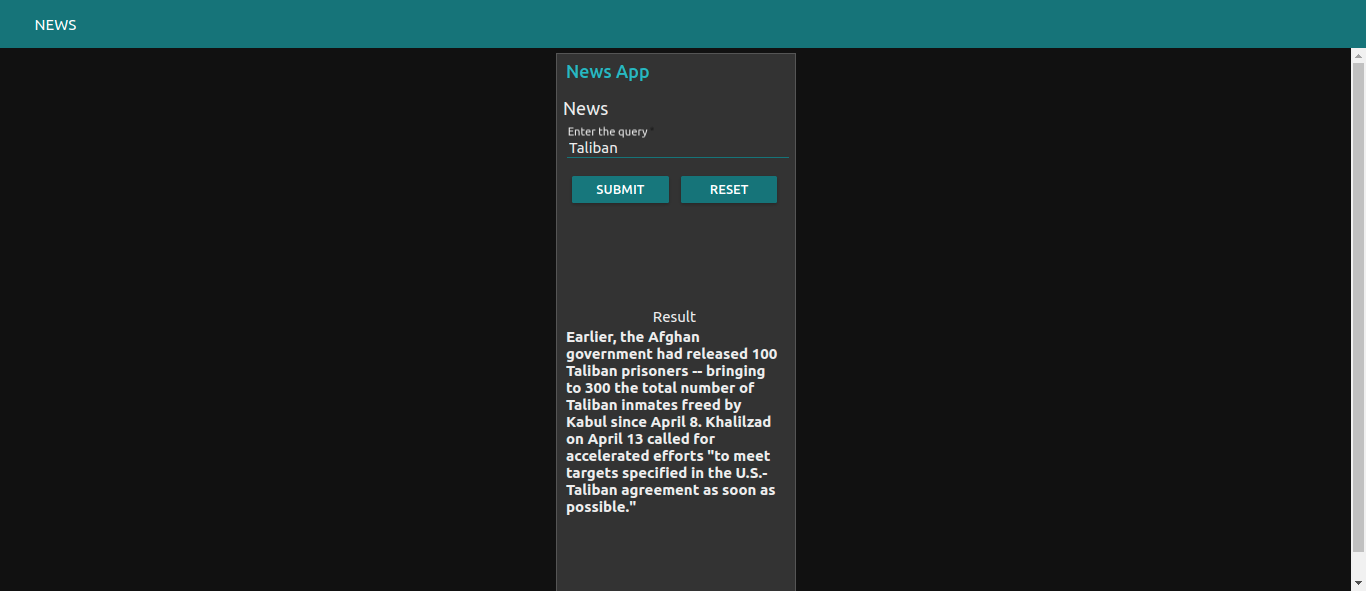 NEWS
News App
News
Enter the query *
Taliban
SUBMIT RESET
Result
Earlier, the Afghan
government had released 100
Taliban prisoners -- bringing
to 300 the total number of
Taliban inmates freed by
Kabul since April 8. Khalilzad
on April 13 called for
accelerated efforts "to meet
targets specified in the U.S.-
Taliban agreement as soon as
possible."